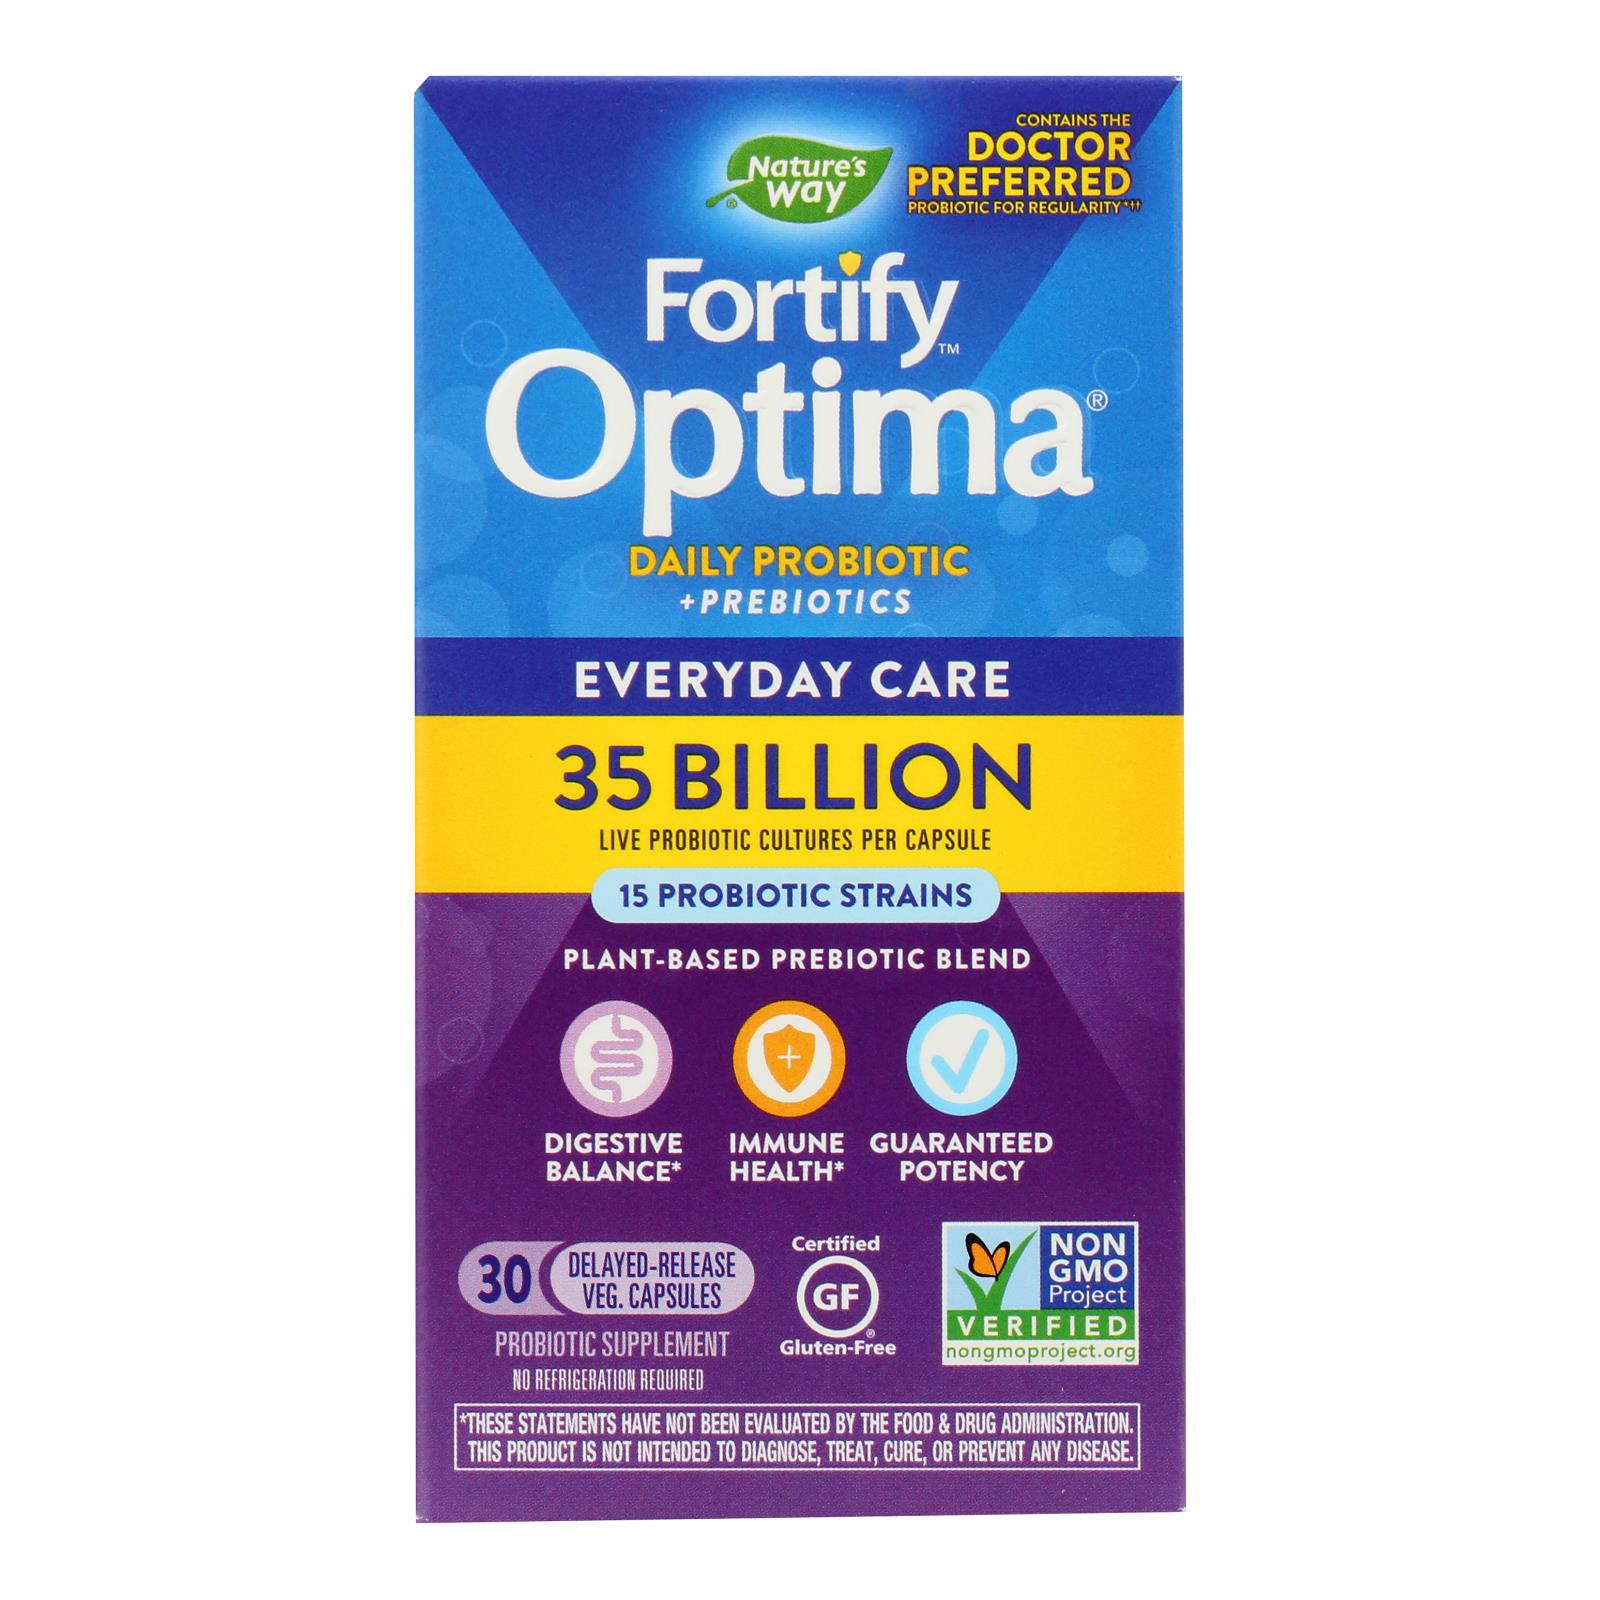 Nature's
Way®
CONTAINS THE
DOCTOR
PREFERRED
PROBIOTIC FOR REGULARITY*††
Fortify™
Optima®
DAILY PROBIOTIC
+PREBIOTICS
EVERYDAY CARE
35 BILLION
LIVE PROBIOTIC CULTURES PER CAPSULE
15 PROBIOTIC STRAINS
PLANT-BASED PREBIOTIC BLEND
DIGESTIVE
BALANCE*
IMMUNE
HEALTH*
GUARANTEED
POTENCY
30
DELAYED-RELEASE
VEG. CAPSULES
PROBIOTIC SUPPLEMENT
NO REFRIGERATION REQUIRED
Certified
GF®
Gluten-Free
NON
GMO
Project
VERIFIED
nongmoproject.org
*THESE STATEMENTS HAVE NOT BEEN EVALUATED BY THE FOOD & DRUG ADMINISTRATION.
THIS PRODUCT IS NOT INTENDED TO DIAGNOSE, TREAT, CURE, OR PREVENT ANY DISEASE.